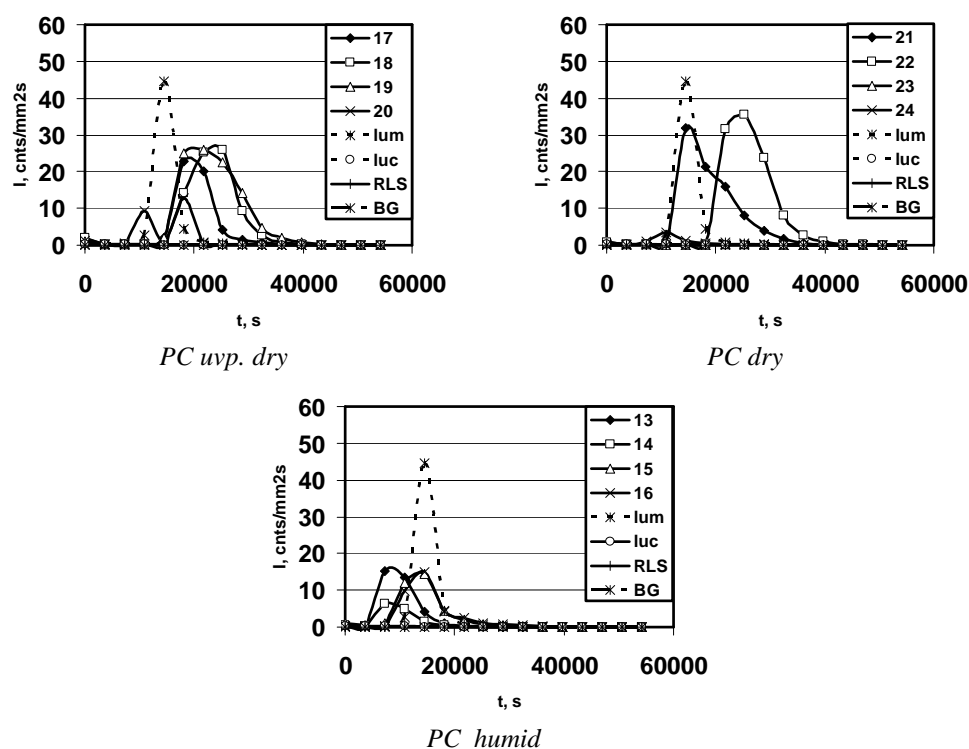 60
50
40
30
20
10
0
I, cnts/mm2s
0 20000 40000 60000
t, s
17
18
19
20
lum
luc
RLS
BG
PC uvp. dry
60
50
40
30
20
10
0
I, cnts/mm2s
0 20000 40000 60000
t, s
21
22
23
24
lum
luc
RLS
BG
PC dry
60
50
40
30
20
10
0
I, cnts/mm2s
0 20000 40000 60000
t, s
13
14
15
16
lum
luc
RLS
BG
PC humid